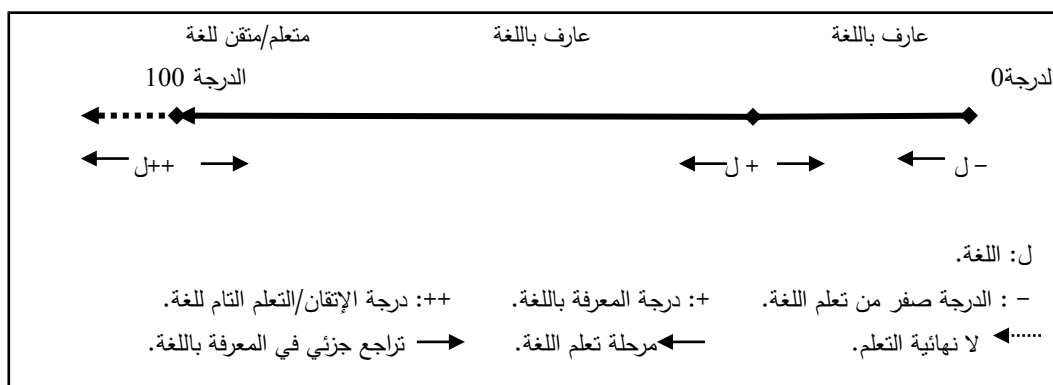 عارف باللغة عارف باللغة متعلم/متقن للغة
لدرجة0 الدرجة 100
– ل + ل ++ل
ل: اللغة.
– : الدرجة صفر من تعلم اللغة. +: درجة المعرفة باللغة. ++: درجة الإتقان/التعلم التام للغة.
لا نهائية التعلم. مرحلة تعلم اللغة. تراجع جزئي في المعرفة باللغة.